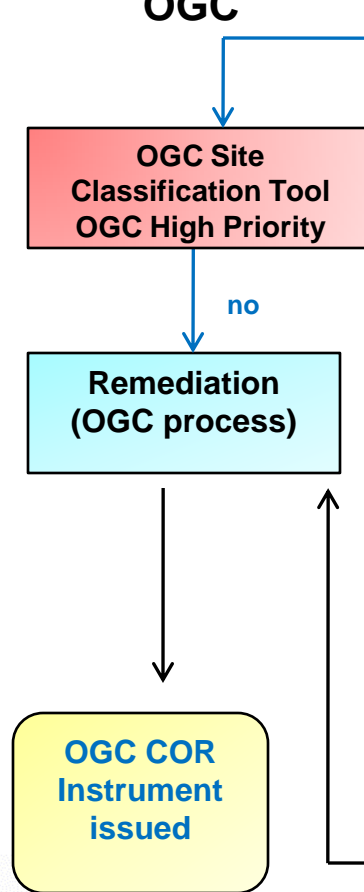 OGC
OGC Site
Classification Tool
OGC High Priority
no
Remediation
(OGC process)
OGC COR
Instrument
issued